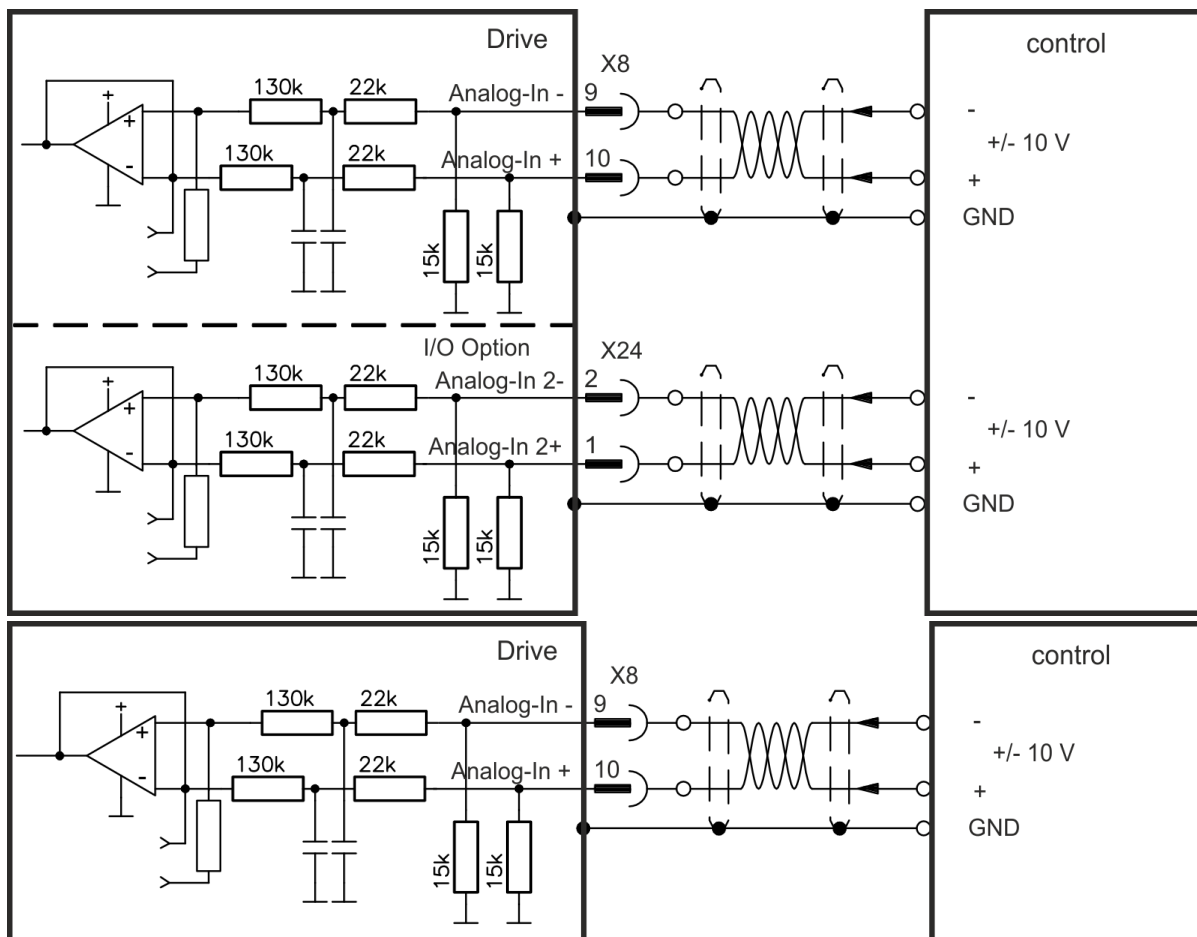 Drive
control
X8
130k
22k
Analog-In -
9
-
+
+/- 10 V
130k
22k
Analog-In +
10
+
-
+
GND
15k
15k
I/O Option
X24
130k
22k
Analog-In 2-
2
-
+
+/- 10 V
130k
22k
Analog-In 2+
1
+
-
+
GND
15k
15k
Drive
control
X8
130k
22k
Analog-In -
9
-
+
+/- 10 V
130k
22k
Analog-In +
10
+
-
+
GND
15k
15k